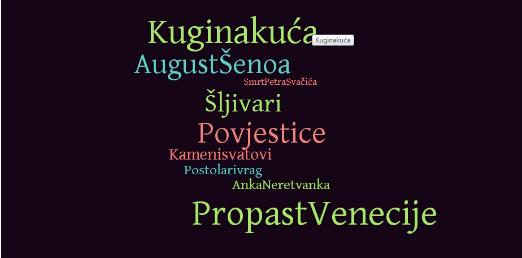 Kuginakuća
Kuginakuća
AugustŠenoa
SmrtPetraSvačića
Šljivari
Povjestice
Kamenisvatovi
Postolarivrag
AnkaNeretvanka
PropastVenecije